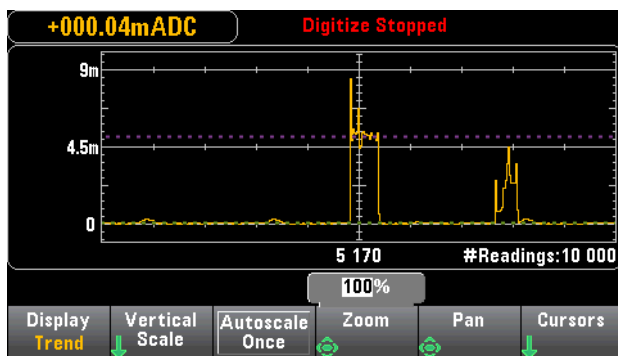 +000.04mADC
Digitize Stopped
9m
4.5m
0
5 170
#Readings:10 000
100%
Display
Trend
Vertical
Scale
Autoscale
Once
Zoom
Pan
Cursors